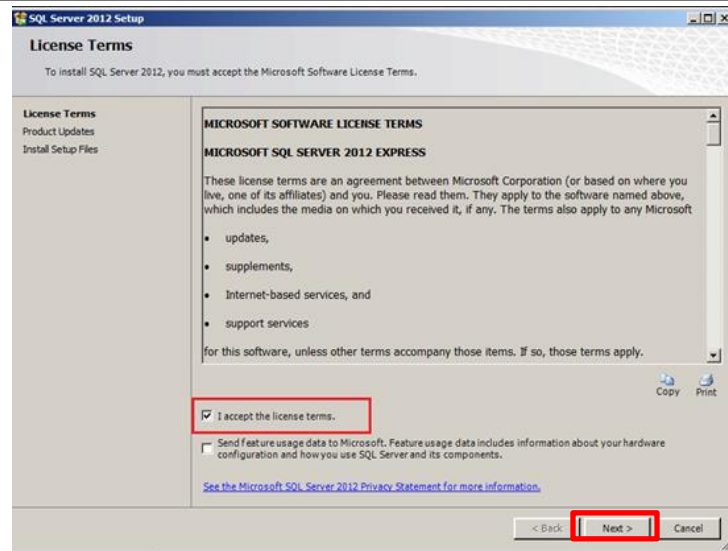 SQL Server 2012 Setup
License Terms
To install SQL Server 2012, you must accept the Microsoft Software License Terms.
License Terms
Product Updates
Install Setup Files
MICROSOFT SOFTWARE LICENSE TERMS
MICROSOFT SQL SERVER 2012 EXPRESS
These license terms are an agreement between Microsoft Corporation (or based on where you
live, one of its affiliates) and you. Please read them. They apply to the software named above,
which includes the media on which you received it, if any. The terms also apply to any Microsoft
• updates,
• supplements,
• Internet-based services, and
• support services
for this software, unless other terms accompany those items. If so, those terms apply.
Copy Print
I accept the license terms.
Send feature usage data to Microsoft. Feature usage data includes information about your hardware
configuration and how you use SQL Server and its components.
See the Microsoft SQL Server 2012 Privacy Statement for more information.
< Back Next > Cancel